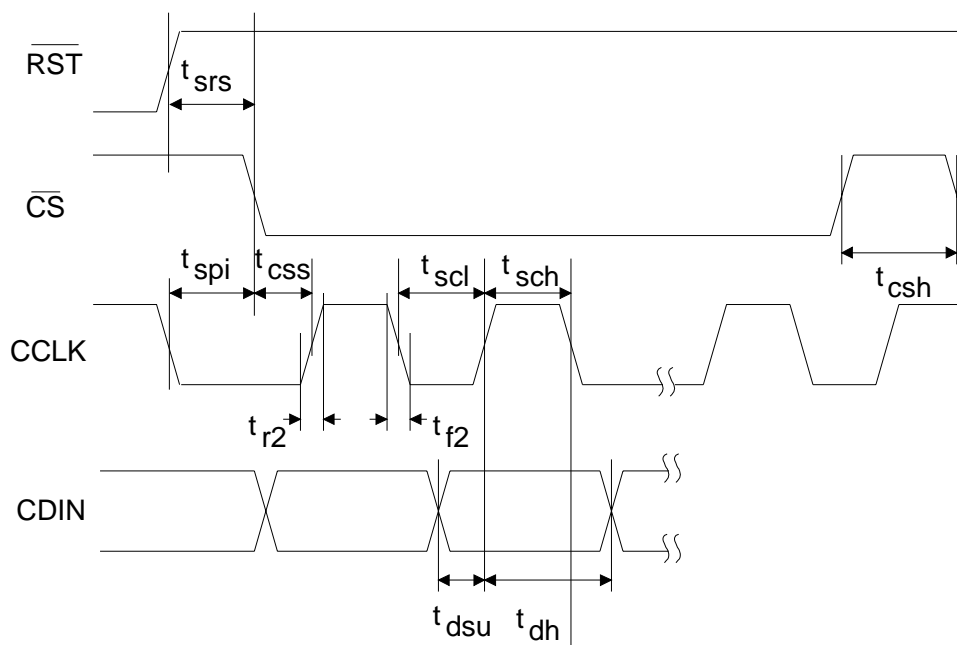 RST
t srs
CS
t spi
t css
t scl
t sch
t csh
CCLK
t r2
t f2
CDIN
t dsu
t dh